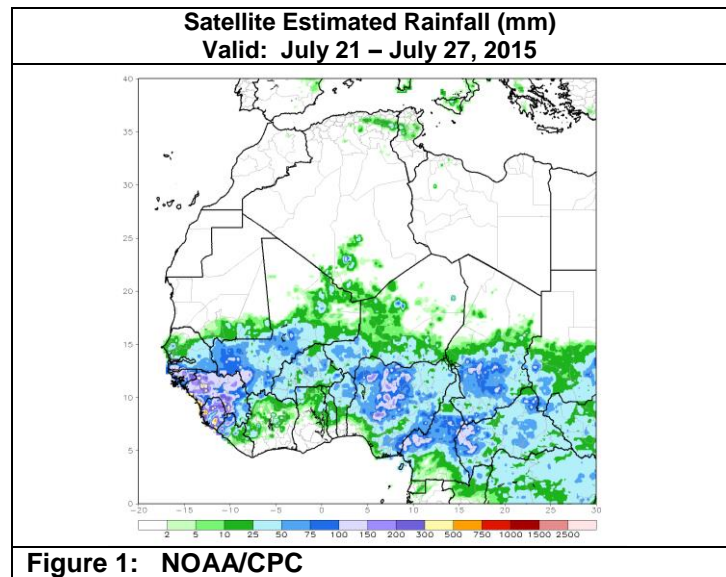 Satellite Estimated Rainfall (mm)
Valid: July 21 – July 27, 2015
40
35
30
25
20
15
10
5
0
-20 -15 -10 -5 0 5 10 15 20 25 30
2 5 10 25 50 75 100 150 200 300 500 750 1000 1500 2500
Figure 1: NOAA/CPC